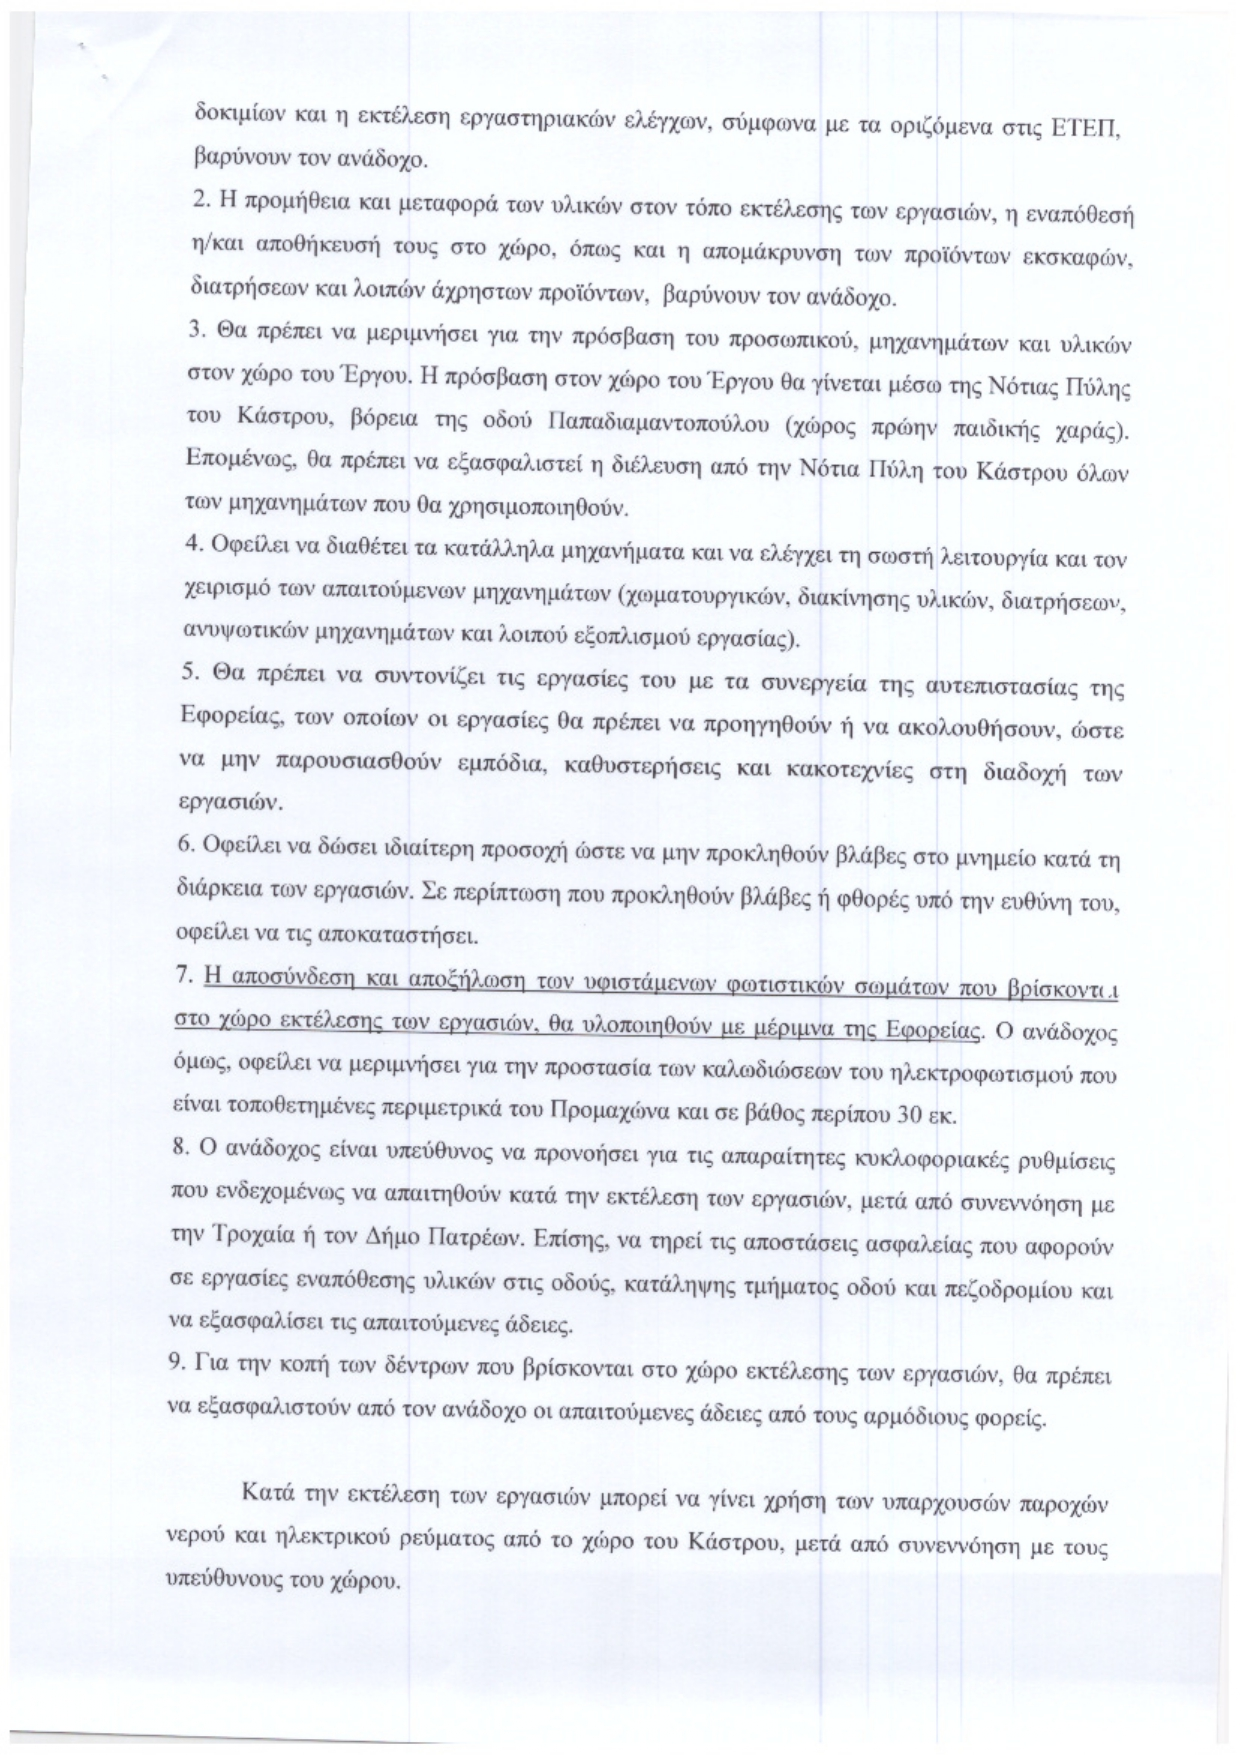 δοκιμίων και η εκτέλεση εργαστηριακών ελέγχων, σύμφωνα με τα οριζόμενα στις ΕΤΕΠ,
βαρύνουν τον ανάδοχο.
2. Η προμήθεια και μεταφορά των υλικών στον τόπο εκτέλεσης των εργασιών, η εναπόθεσή
η/και αποθήκευσή τους στο χώρο, όπως και η απομάκρυνση των προϊόντων εκσκαφών,
διατρήσεων και λοιπών άχρηστων προϊόντων, βαρύνουν τον ανάδοχο.
3. Θα πρέπει να μεριμνήσει για την πρόσβαση του προσωπικού, μηχανημάτων και υλικών
στον χώρο του Έργου. Η πρόσβαση στον χώρο του Έργου θα γίνεται μέσω της Νότιας Πύλης
του Κάστρου, βόρεια της οδού Παπαδιαμαντοπούλου (χώρος πρώην παιδικής χαράς).
Επομένως, θα πρέπει να εξασφαλιστεί η διέλευση από την Νότια Πύλη του Κάστρου όλων
των μηχανημάτων που θα χρησιμοποιηθούν.
4. Οφείλει να διαθέτει τα κατάλληλα μηχανήματα και να ελέγχει τη σωστή λειτουργία και τον
χειρισμό των απαιτούμενων μηχανημάτων (χωματουργικών, διακίνησης υλικών, διατρήσεων,
ανυψωτικών μηχανημάτων και λοιπού εξοπλισμού εργασίας).
5. Θα πρέπει να συντονίζει τις εργασίες του με τα συνεργεία της αυτεπιστασίας της
Εφορείας, των οποίων οι εργασίες θα πρέπει να προηγηθούν ή να ακολουθήσουν, ώστε
να μην παρουσιασθούν εμπόδια, καθυστερήσεις και κακοτεχνίες στη διαδοχή των
εργασιών.
6. Οφείλει να δώσει ιδιαίτερη προσοχή ώστε να μην προκληθούν βλάβες στο μνημείο κατά τη
διάρκεια των εργασιών. Σε περίπτωση που προκληθούν βλάβες ή φθορές υπό την ευθύνη του,
οφείλει να τις αποκαταστήσει.
7. Η αποσύνδεση και αποξήλωση των υφιστάμενων φωτιστικών σωμάτων που βρίσκονται
στο χώρο εκτέλεσης των εργασιών, θα υλοποιηθούν με μέριμνα της Εφορείας. Ο ανάδοχος
όμως, οφείλει να μεριμνήσει για την προστασία των καλωδιώσεων του ηλεκτροφωτισμού που
είναι τοποθετημένες περιμετρικά του Προμαχώνα και σε βάθος περίπου 30 εκ.
8. Ο ανάδοχος είναι υπεύθυνος να προνοήσει για τις απαραίτητες κυκλοφοριακές ρυθμίσεις
που ενδεχομένως να απαιτηθούν κατά την εκτέλεση των εργασιών, μετά από συνεννόηση με
την Τροχαία ή τον Δήμο Πατρέων. Επίσης, να τηρεί τις αποστάσεις ασφαλείας που αφορούν
σε εργασίες εναπόθεσης υλικών στις οδούς, κατάληψης τμήματος οδού και πεζοδρομίου και
να εξασφαλίσει τις απαιτούμενες άδειες.
9. Για την κοπή των δέντρων που βρίσκονται στο χώρο εκτέλεσης των εργασιών, θα πρέπει
να εξασφαλιστούν από τον ανάδοχο οι απαιτούμενες άδειες από τους αρμόδιους φορείς.
Κατά την εκτέλεση των εργασιών μπορεί να γίνει χρήση των υπαρχουσών παροχών
νερού και ηλεκτρικού ρεύματος από το χώρο του Κάστρου, μετά από συνεννόηση με τους
υπεύθυνους του χώρου.